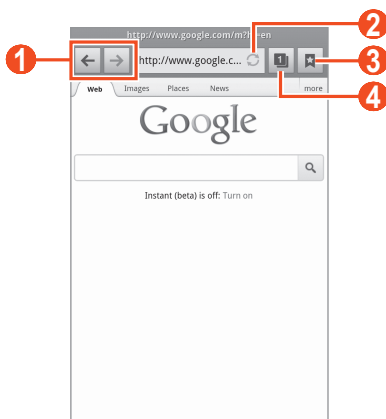 http://www.google.com/m?hl=en
2
1
http://www.google.c...
1
3
4
Web Images Places News more
Google
Instant (beta) is off: Turn on